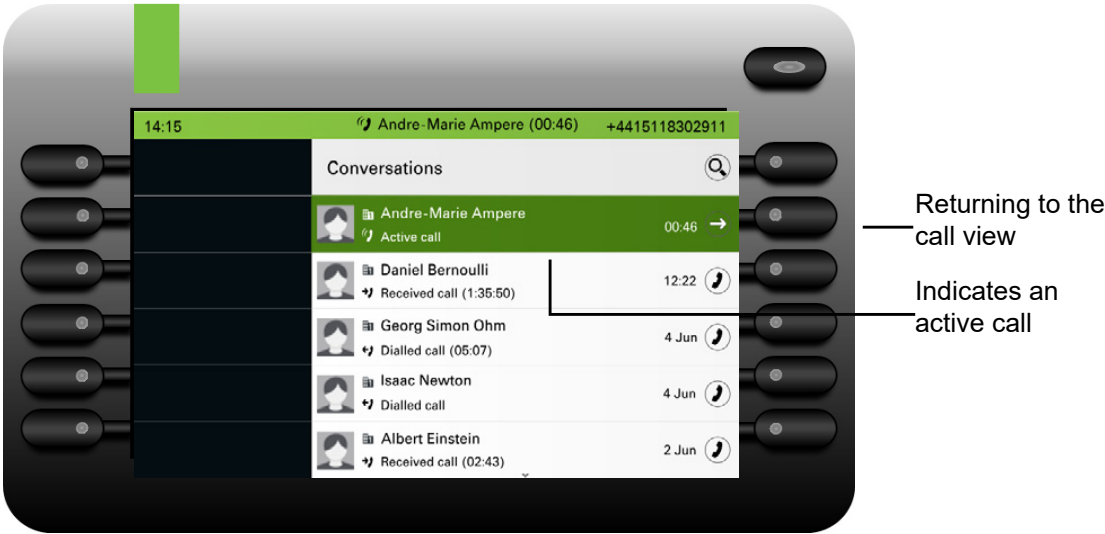 14:15 Andre-Marie Ampere (00:46) +4415118302911
Conversations
Andre-Marie Ampere
Active call
00:46
Daniel Bernoulli
Received call (1:35:50)
12:22
Georg Simon Ohm
Dialled call (05:07)
4 Jun
Isaac Newton
Dialled call
4 Jun
Albert Einstein
Received call (02:43)
2 Jun
Returning to the
call view
Indicates an
active call